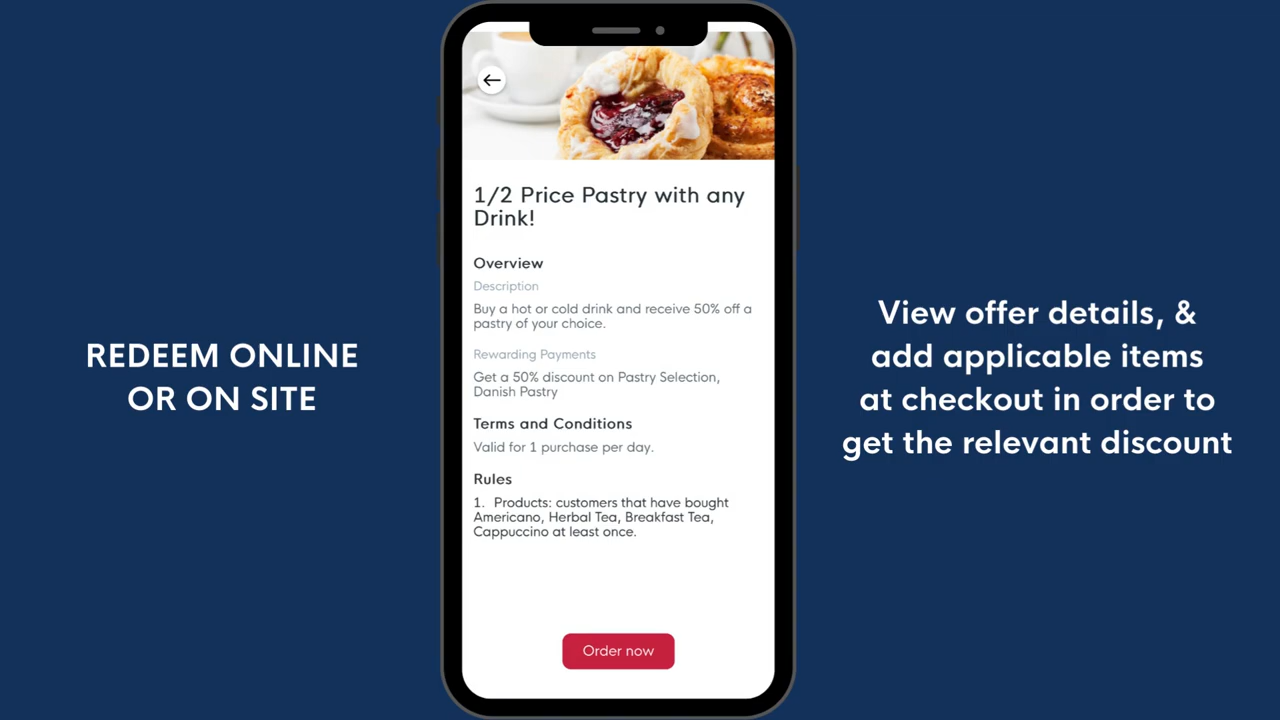 REDEEM ONLINE
OR ON SITE
1/2 Price Pastry with any
Drink!
Overview
Description
Buy a hot or cold drink and receive 50% off a
pastry of your choice.
Rewarding Payments
Get a 50% discount on Pastry Selection,
Danish Pastry
Terms and Conditions
Valid for 1 purchase per day.
Rules
1. Products: customers that have bought
Americano, Herbal Tea, Breakfast Tea,
Cappuccino at least once.
Order now
View offer details, &
add applicable items
at checkout in order to
get the relevant discount